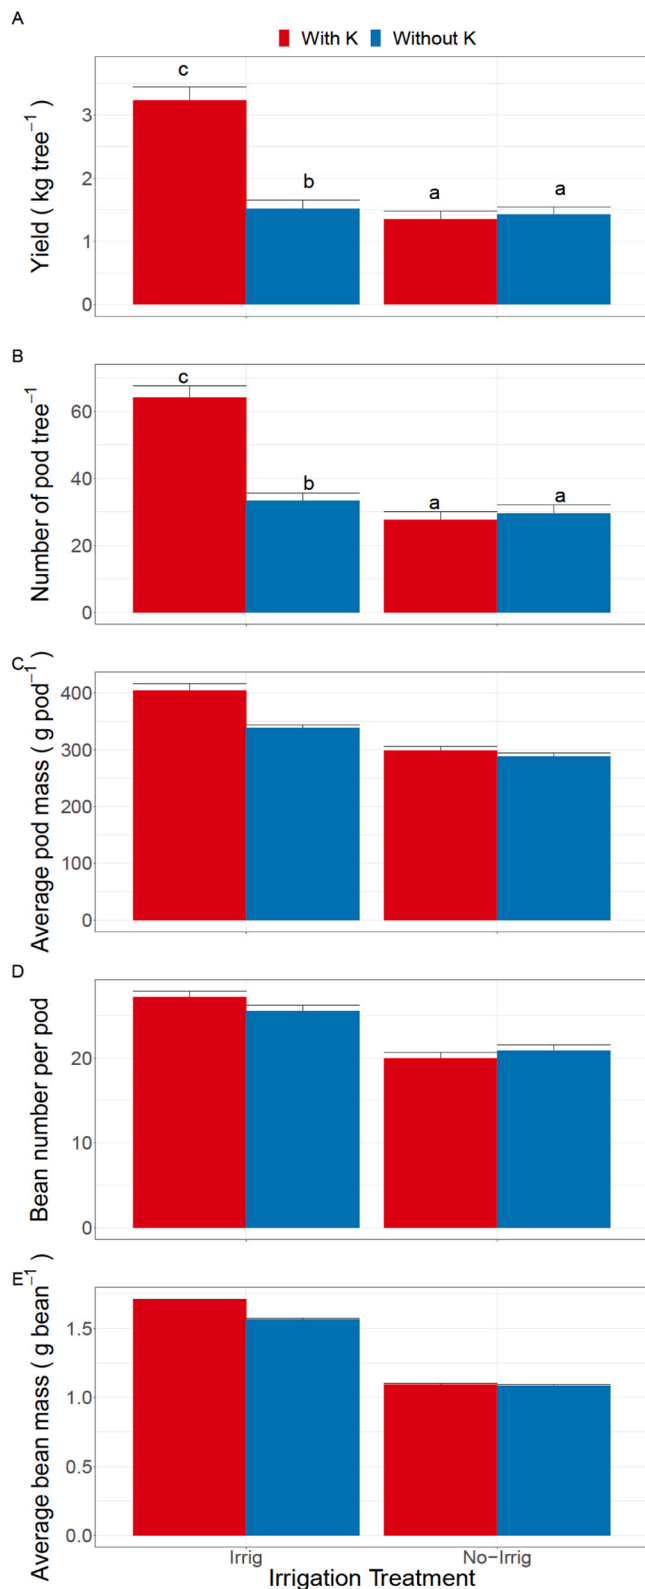 A
With K Without K
Yield ( kg tree⁻¹ )
3
2
1
0
c
b
a
a
B
Number of pod tree⁻¹
60
40
20
0
c
b
a
a
C
Average pod mass ( g pod⁻¹ )
400
300
200
100
0
D
Bean number per pod
20
10
0
E
Average bean mass ( g bean⁻¹ )
1.5
1.0
0.5
0.0
Irrig No−Irrig
Irrigation Treatment